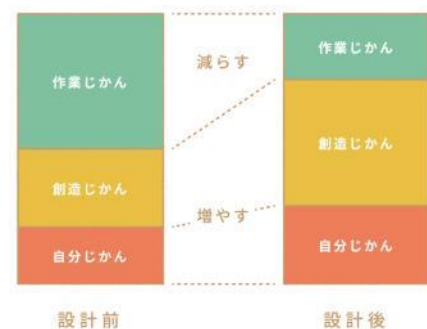 作業じかん
創造じかん
自分じかん
設計前
減らす
増やす
作業じかん
創造じかん
自分じかん
設計後